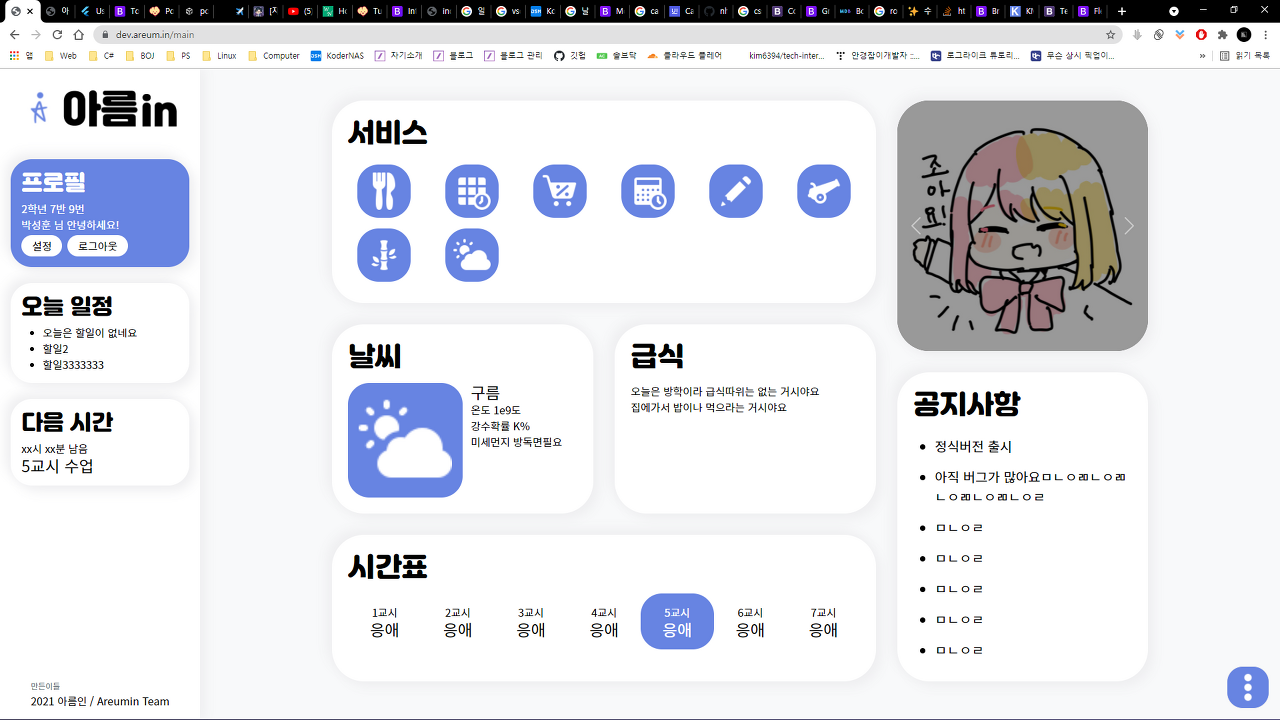 dev.areum.in/main
앱
Web
C#
BOJ
PS
Linux
Computer
KoderNAS
자기소개
블로그
블로그 관리
깃헙
솔브닥
클라우드 플레어
kim6394/tech-inter...
안경잡이개발자 ::...
로그라이크 튜토리...
무슨 상시 픽업이...
»
읽기 목록
아름in
프로필
2학년 7반 9번
박성훈 님 안녕하세요!
설정
로그아웃
오늘 일정
오늘은 할일이 없네요
할일2
할일3333333
다음 시간
xx시 xx분 남음
5교시 수업
만든이들
2021 아름인 / Areumin Team
서비스
날씨
구름
온도 1e9도
강수확률 K%
미세먼지 방독면필요
급식
오늘은 방학이라 급식따위는 없는 거시야요
집에가서 밥이나 먹으라는 거시야요
시간표
1교시 2교시 3교시 4교시 5교시 6교시 7교시
응애 응애 응애 응애 응애 응애 응애
조
아
요!
공지사항
정식버전 출시
아직 버그가 많아요ㅁㄴㅇㄻㄴㅇㄻ
ㄴㅇㄻㄴㅇㄻㄴㅇㄹ
ㅁㄴㅇㄹ
ㅁㄴㅇㄹ
ㅁㄴㅇㄹ
ㅁㄴㅇㄹ
ㅁㄴㅇㄹ